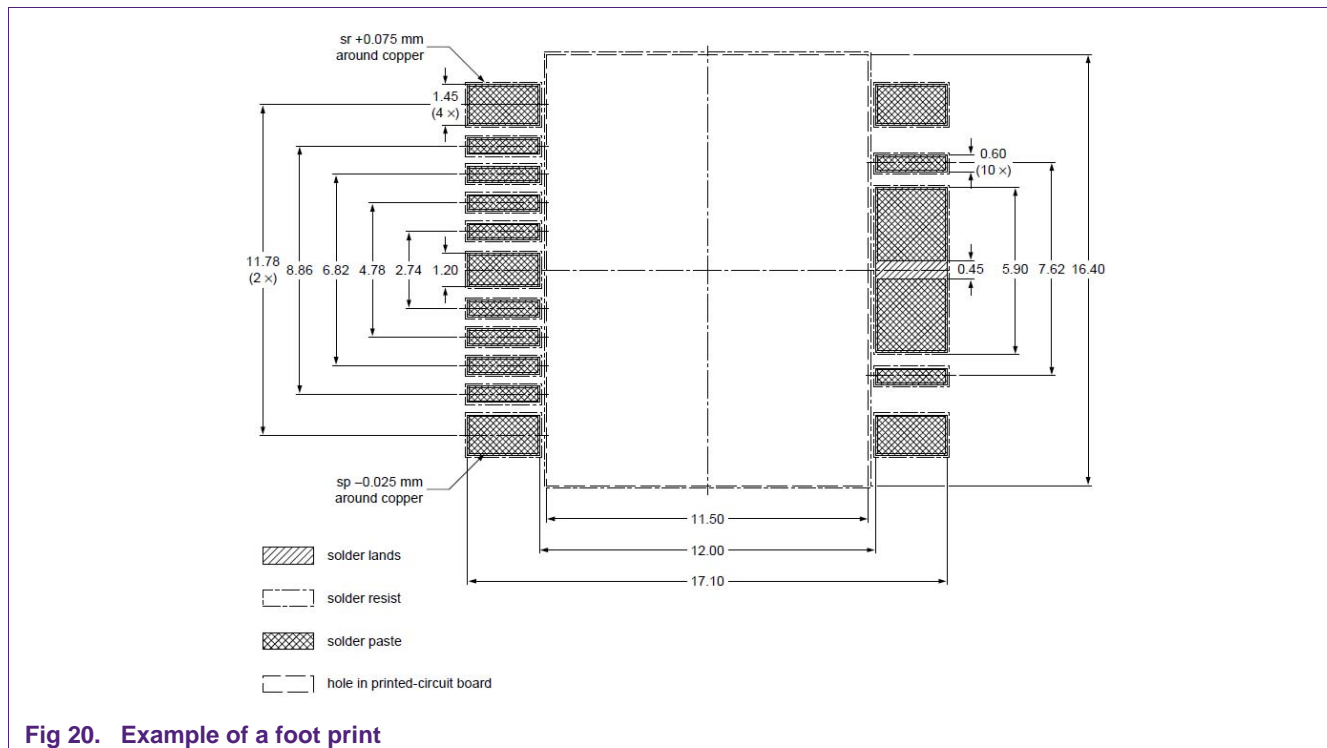 sr +0.075 mm
around copper
1.45
(4 ×)
0.60
(10 ×)
11.78
(2 ×)
8.86
6.82
4.78
2.74
1.20
0.45
5.90
7.62
16.40
sp –0.025 mm
around copper
11.50
12.00
17.10
solder lands
solder resist
solder paste
hole in printed-circuit board
Fig 20. Example of a foot print